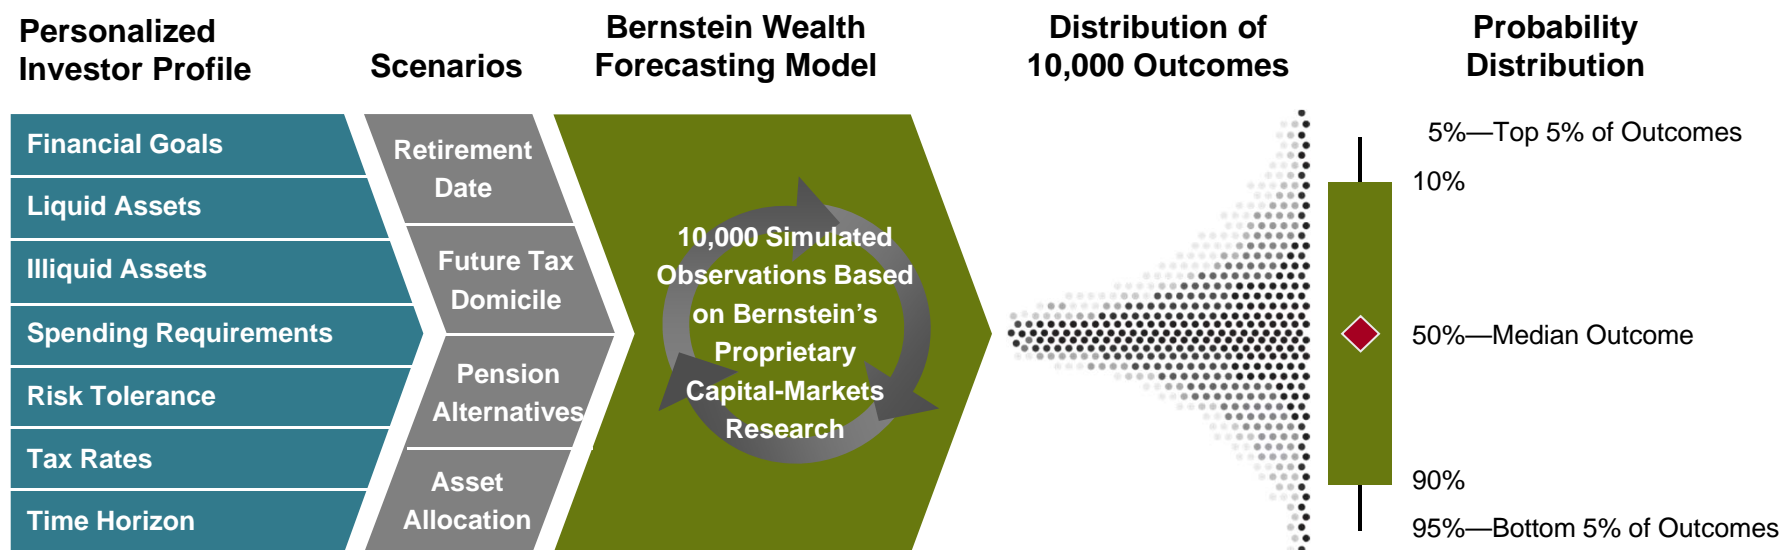 Personalized
Investor Profile
Scenarios
Bernstein Wealth
Forecasting Model
Distribution of
10,000 Outcomes
Probability
Distribution
Financial Goals
Liquid Assets
Illiquid Assets
Spending Requirements
Risk Tolerance
Tax Rates
Time Horizon
Retirement
Date
Future Tax
Domicile
Pension
Alternatives
Asset
Allocation
10,000 Simulated
Observations Based
on Bernstein’s
Proprietary
Capital-Markets
Research
5%—Top 5% of Outcomes
10%
50%—Median Outcome
90%
95%—Bottom 5% of Outcomes